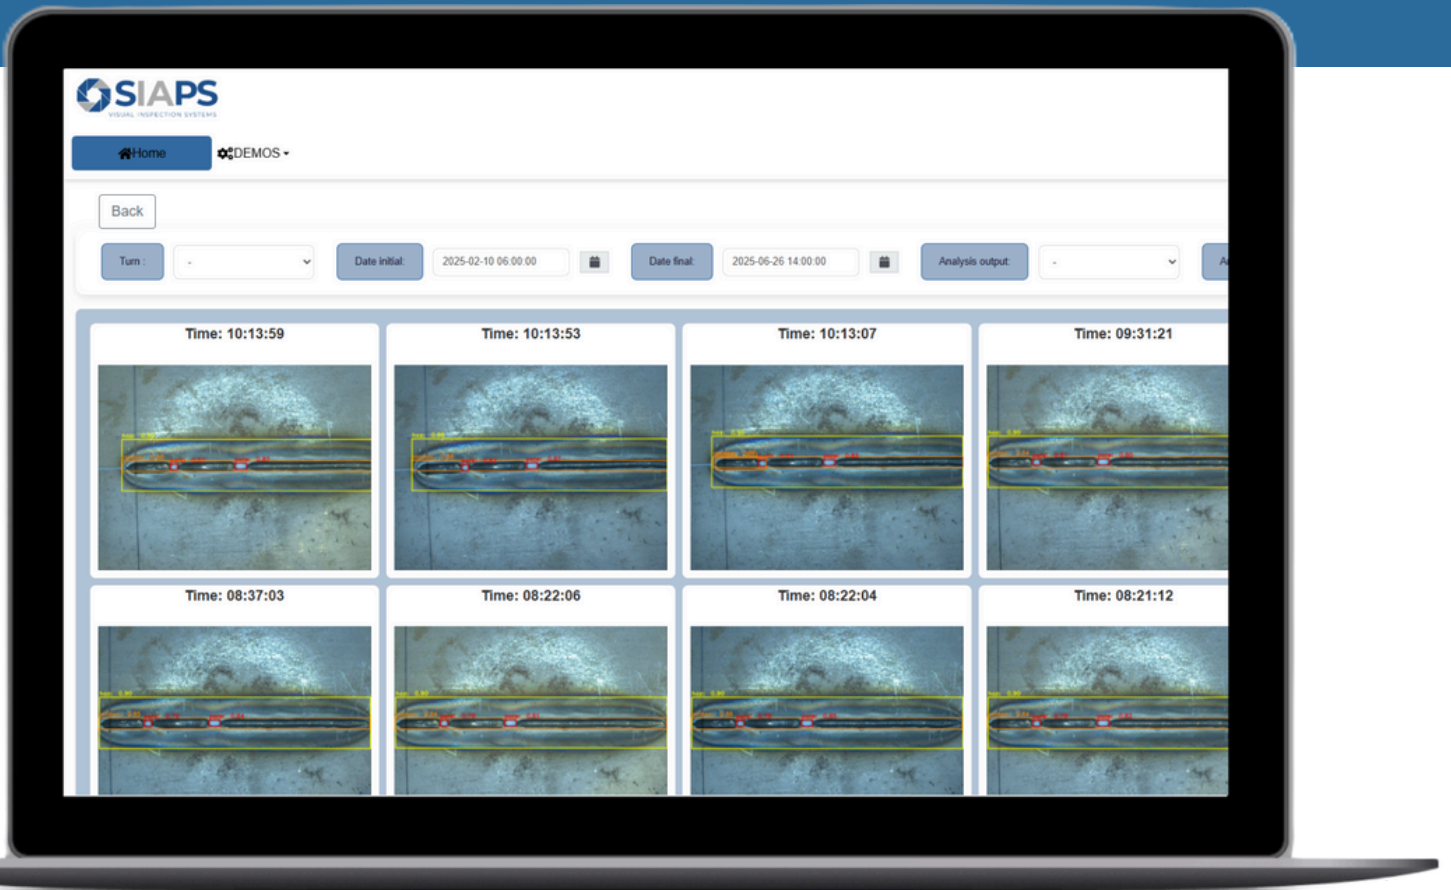 SIAPS
VISUAL INSPECTION SYSTEMS
Home
DEMOS
Back
Turn :
-
Date initial:
2025-02-10 06:00:00
Date final:
2025-06-26 14:00:00
Analysis output:
-
Time: 10:13:59
Time: 10:13:53
Time: 10:13:07
Time: 09:31:21
Time: 08:37:03
Time: 08:22:06
Time: 08:22:04
Time: 08:21:12